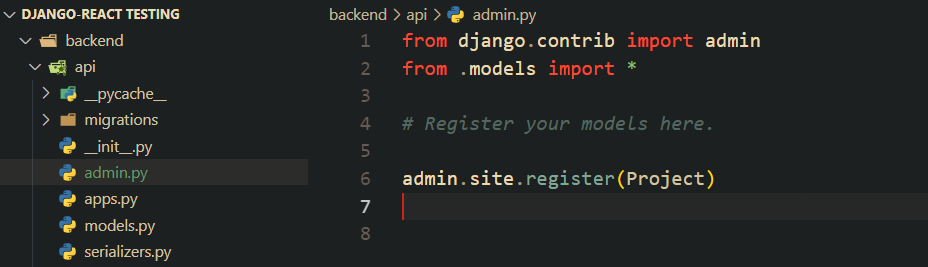 DJANGO-REACT TESTING
backend
api
__pycache__
migrations
__init__.py
admin.py
apps.py
models.py
serializers.py
backend > api > admin.py
1 from django.contrib import admin
2 from .models import *
3
4 # Register your models here.
5
6 admin.site.register(Project)
7
8